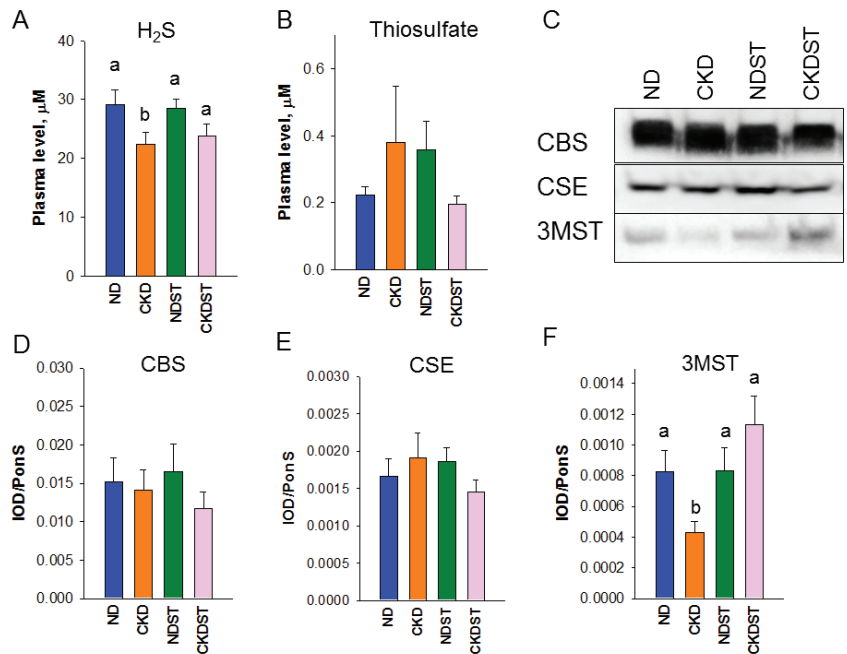 A
H2S
Plasma level, µM
40
30
20
10
0
a
b
a
a
ND
CKD
NDST
CKDST
B
Thiosulfate
Plasma level, µM
0.6
0.4
0.2
0.0
ND
CKD
NDST
CKDST
C
ND
CKD
NDST
CKDST
CBS
CSE
3MST
D
CBS
IOD/PonS
0.030
0.025
0.020
0.015
0.010
0.005
0.000
ND
CKD
NDST
CKDST
E
CSE
IOD/PonS
0.0030
0.0025
0.0020
0.0015
0.0010
0.0005
0.0000
ND
CKD
NDST
CKDST
F
3MST
IOD/PonS
0.0014
0.0012
0.0010
0.0008
0.0006
0.0004
0.0002
0.0000
a
b
a
a
ND
CKD
NDST
CKDST